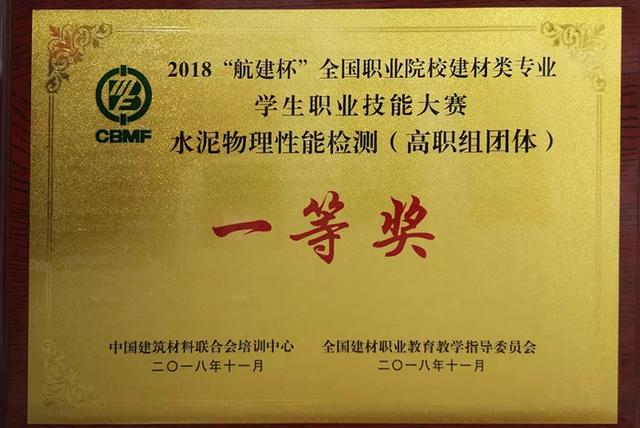 2018“航建杯”全国职业院校建材类专业
学生职业技能大赛
CBMF
水泥物理性能检测（高职组团体）
一等奖
中国建筑材料联合会培训中心
二〇一八年十一月
全国建材职业教育教学指导委员会
二〇一八年十一月